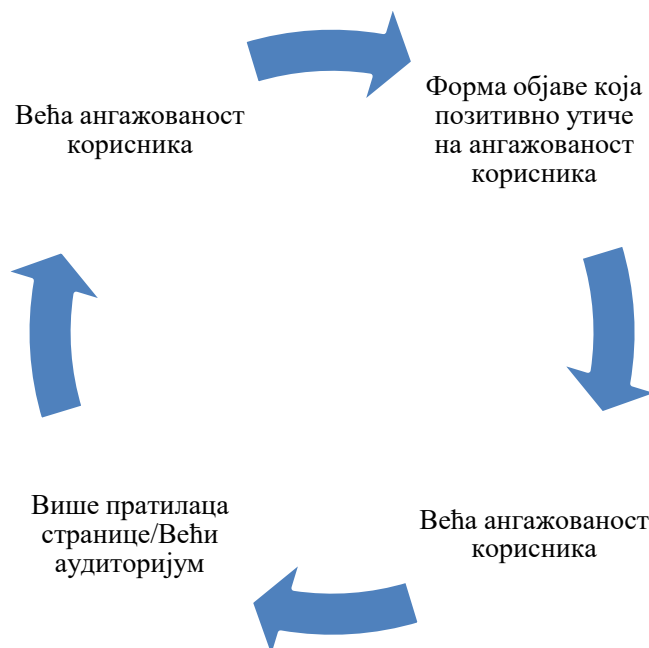 Већа ангажованост
корисника
Форма објаве која
позитивно утиче
на ангажованост
корисника
Већа ангажованост
корисника
Више пратилаца
странице/Већи
аудиторијум